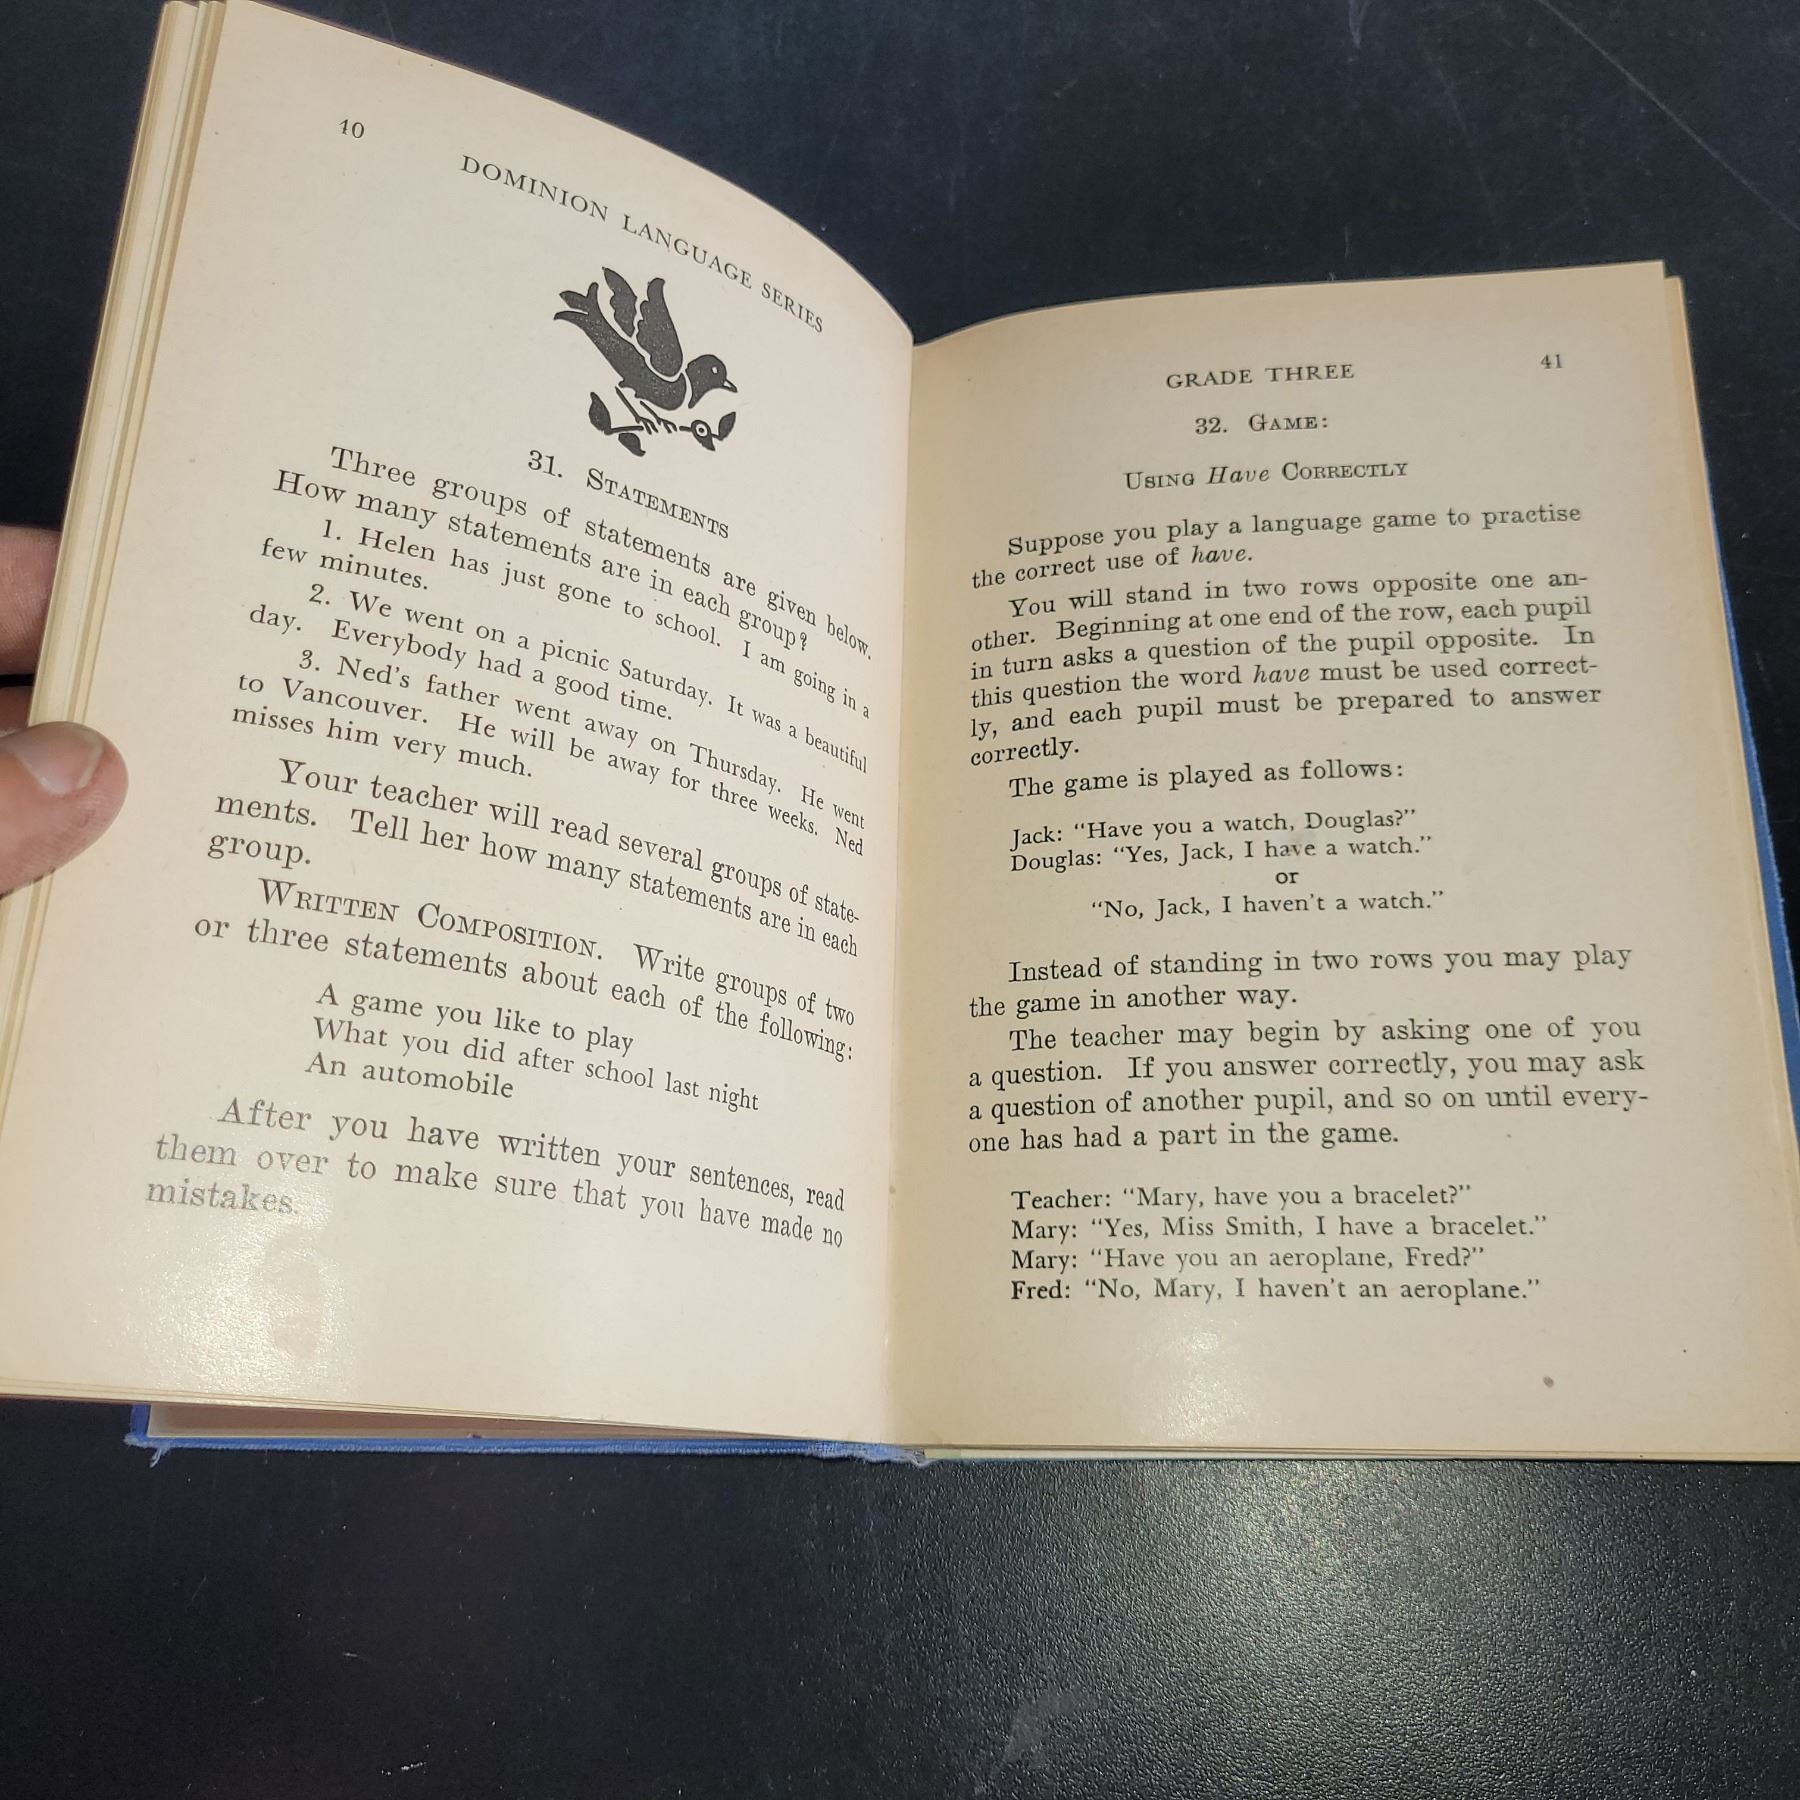 40
DOMINION LANGUAGE SERIES
31. STATEMENTS
Three groups of statements are given below.
How many statements are in each group?
1. Helen has just gone to school. I am going in a
few minutes.
2. We went on a picnic Saturday. It was a beautiful
day. Everybody had a good time.
3. Ned's father went away on Thursday. He went
to Vancouver. He will be away for three weeks. Ned
misses him very much.
Your teacher will read several groups of state-
ments. Tell her how many statements are in each
group.
WRITTEN COMPOSITION. Write groups of two
or three statements about each of the following:
A game you like to play
What you did after school last night
An automobile
After you have written your sentences, read
them over to make sure that you have made no
mistakes.
GRADE THREE 41
32. GAME:
USING Have CORRECTLY
Suppose you play a language game to practise
the correct use of have.
You will stand in two rows opposite one an-
other. Beginning at one end of the row, each pupil
in turn asks a question of the pupil opposite. In
this question the word have must be used correct-
ly, and each pupil must be prepared to answer
correctly.
The game is played as follows:
Jack: "Have you a watch, Douglas?"
Douglas: "Yes, Jack, I have a watch."
or
"No, Jack, I haven't a watch."
Instead of standing in two rows you may play
the game in another way.
The teacher may begin by asking one of you
a question. If you answer correctly, you may ask
a question of another pupil, and so on until every-
one has had a part in the game.
Teacher: "Mary, have you a bracelet?"
Mary: "Yes, Miss Smith, I have a bracelet."
Mary: "Have you an aeroplane, Fred?"
Fred: "No, Mary, I haven't an aeroplane."